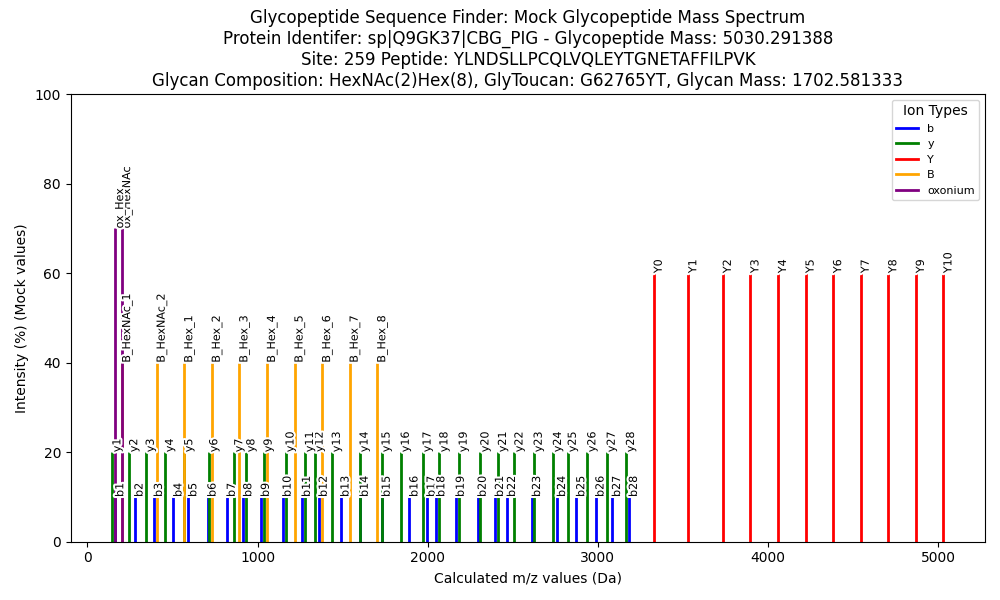 Glycopeptide Sequence Finder: Mock Glycopeptide Mass Spectrum
Protein Identifer: sp|Q9GK37|CBG_PIG - Glycopeptide Mass: 5030.291388
Site: 259 Peptide: YLNDSLLPCQLVQLEYTGNETAFFILPVK
Glycan Composition: HexNAc(2)Hex(8), GlyToucan: G62765YT, Glycan Mass: 1702.581333
Intensity (%) (Mock values)
100
80
60
40
20
0
Ion Types
b
y
Y
B
oxonium
ox_Hex
ox_HexNAc
B_HexNAc_1
B_HexNAc_2
B_Hex_1
B_Hex_2
B_Hex_3
B_Hex_4
B_Hex_5
B_Hex_6
B_Hex_7
B_Hex_8
Y0
Y1
Y2
Y3
Y4
Y5
Y6
Y7
Y8
Y9
Y10
y1
y2
y3
y4
y5
y6
y7
y8
y9
y10
y11
y12
y13
y14
y15
y16
y17
y18
y19
y20
y21
y22
y23
y24
y25
y26
y27
y28
b1
b2
b3
b4
b5
b6
b7
b8
b9
b10
b11
b12
b13
b14
b15
b16
b17
b18
b19
b20
b21
b22
b23
b24
b25
b26
b27
b28
0
1000
2000
3000
4000
5000
Calculated m/z values (Da)